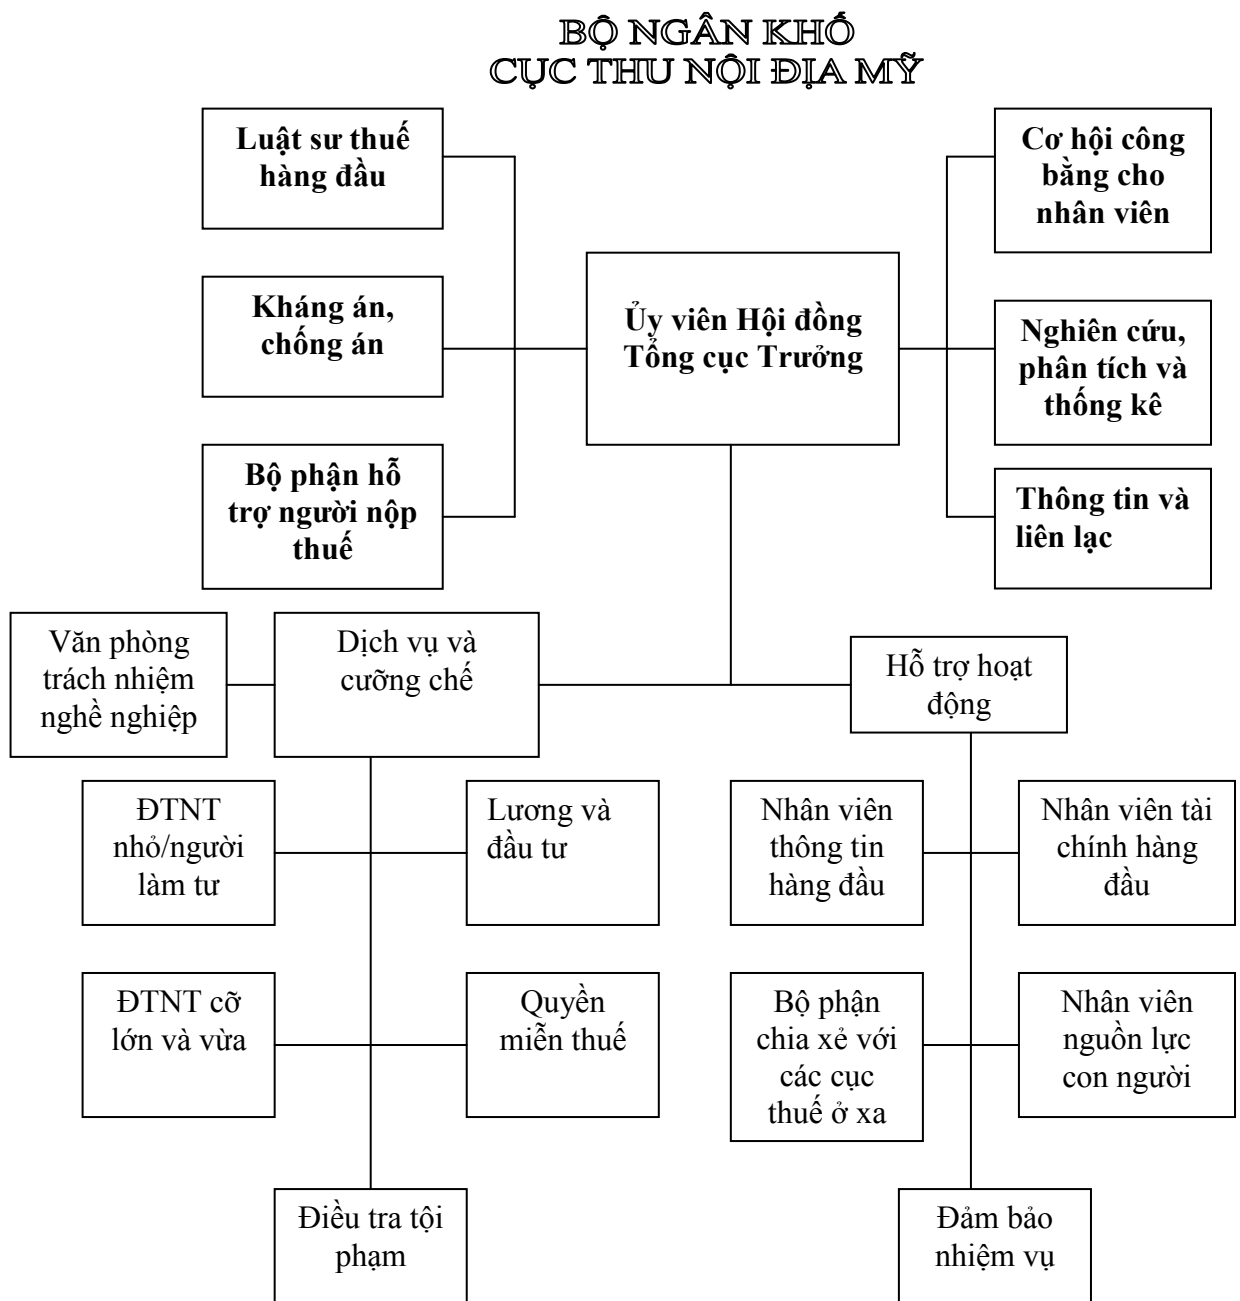 BỘ NGÂN KHỐ
CỤC THU NỘI ĐỊA MỸ
Luật sư thuế
hàng đầu
Cơ hội công
bằng cho
nhân viên
Kháng án,
chống án
Ủy viên Hội đồng
Tổng cục Trưởng
Nghiên cứu,
phân tích và
thống kê
Bộ phận hỗ
trợ người nộp
thuế
Thông tin và
liên lạc
Văn phòng
trách nhiệm
nghề nghiệp
Dịch vụ và
cưỡng chế
Hỗ trợ hoạt
động
ĐTNT
nhỏ/người
làm tư
Lương và
đầu tư
Nhân viên
thông tin
hàng đầu
Nhân viên tài
chính hàng
đầu
ĐTNT cỡ
lớn và vừa
Quyền
miễn thuế
Bộ phận
chia xẻ với
các cục
thuế ở xa
Nhân viên
nguồn lực
con người
Điều tra tội
phạm
Đảm bảo
nhiệm vụ